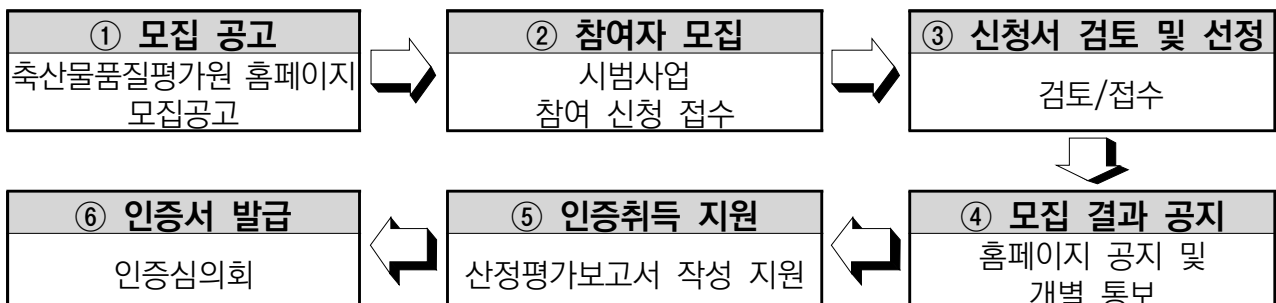 ① 모집 공고
축산물품질평가원 홈페이지
모집공고
② 참여자 모집
시범사업
참여 신청 접수
③ 신청서 검토 및 선정
검토/접수
④ 모집 결과 공지
홈페이지 공지 및
개별 통보
⑤ 인증취득 지원
산정평가보고서 작성 지원
⑥ 인증서 발급
인증심의회